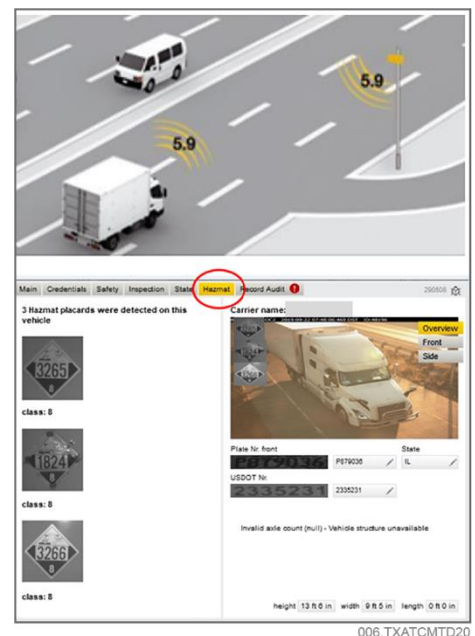 5.9
5.9
Main Credentials Safety Inspection State Hazmat Record Audit ! 290508
3 Hazmat placards were detected on this vehicle
3265
8
class: 8
1824
8
class: 8
3266
8
class: 8
Carrier name:
Overview
Front
Side
Plate Nr. front
State
P879036
P879036
IL
USDOT Nr.
2335231
2335231
Invalid axle count (null) - Vehicle structure unavailable
height 13 ft 6 in width 9 ft 5 in length 0 ft 0 in
006.TXATCMTD20